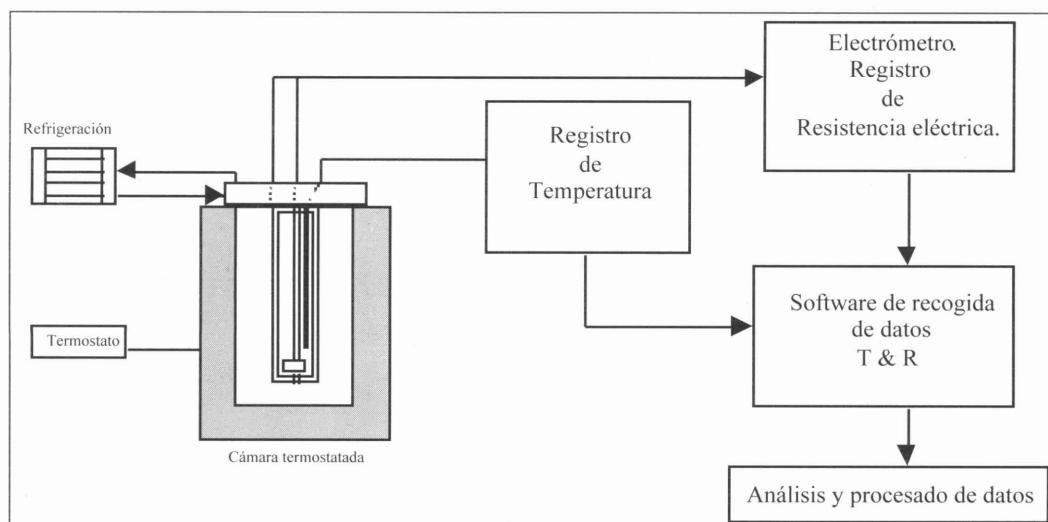 Refrigeración
Termostato
Cámara termostatada
Registro
de
Temperatura
Electrómetro.
Registro
de
Resistencia eléctrica.
Software de recogida
de datos
T & R
Análisis y procesado de datos